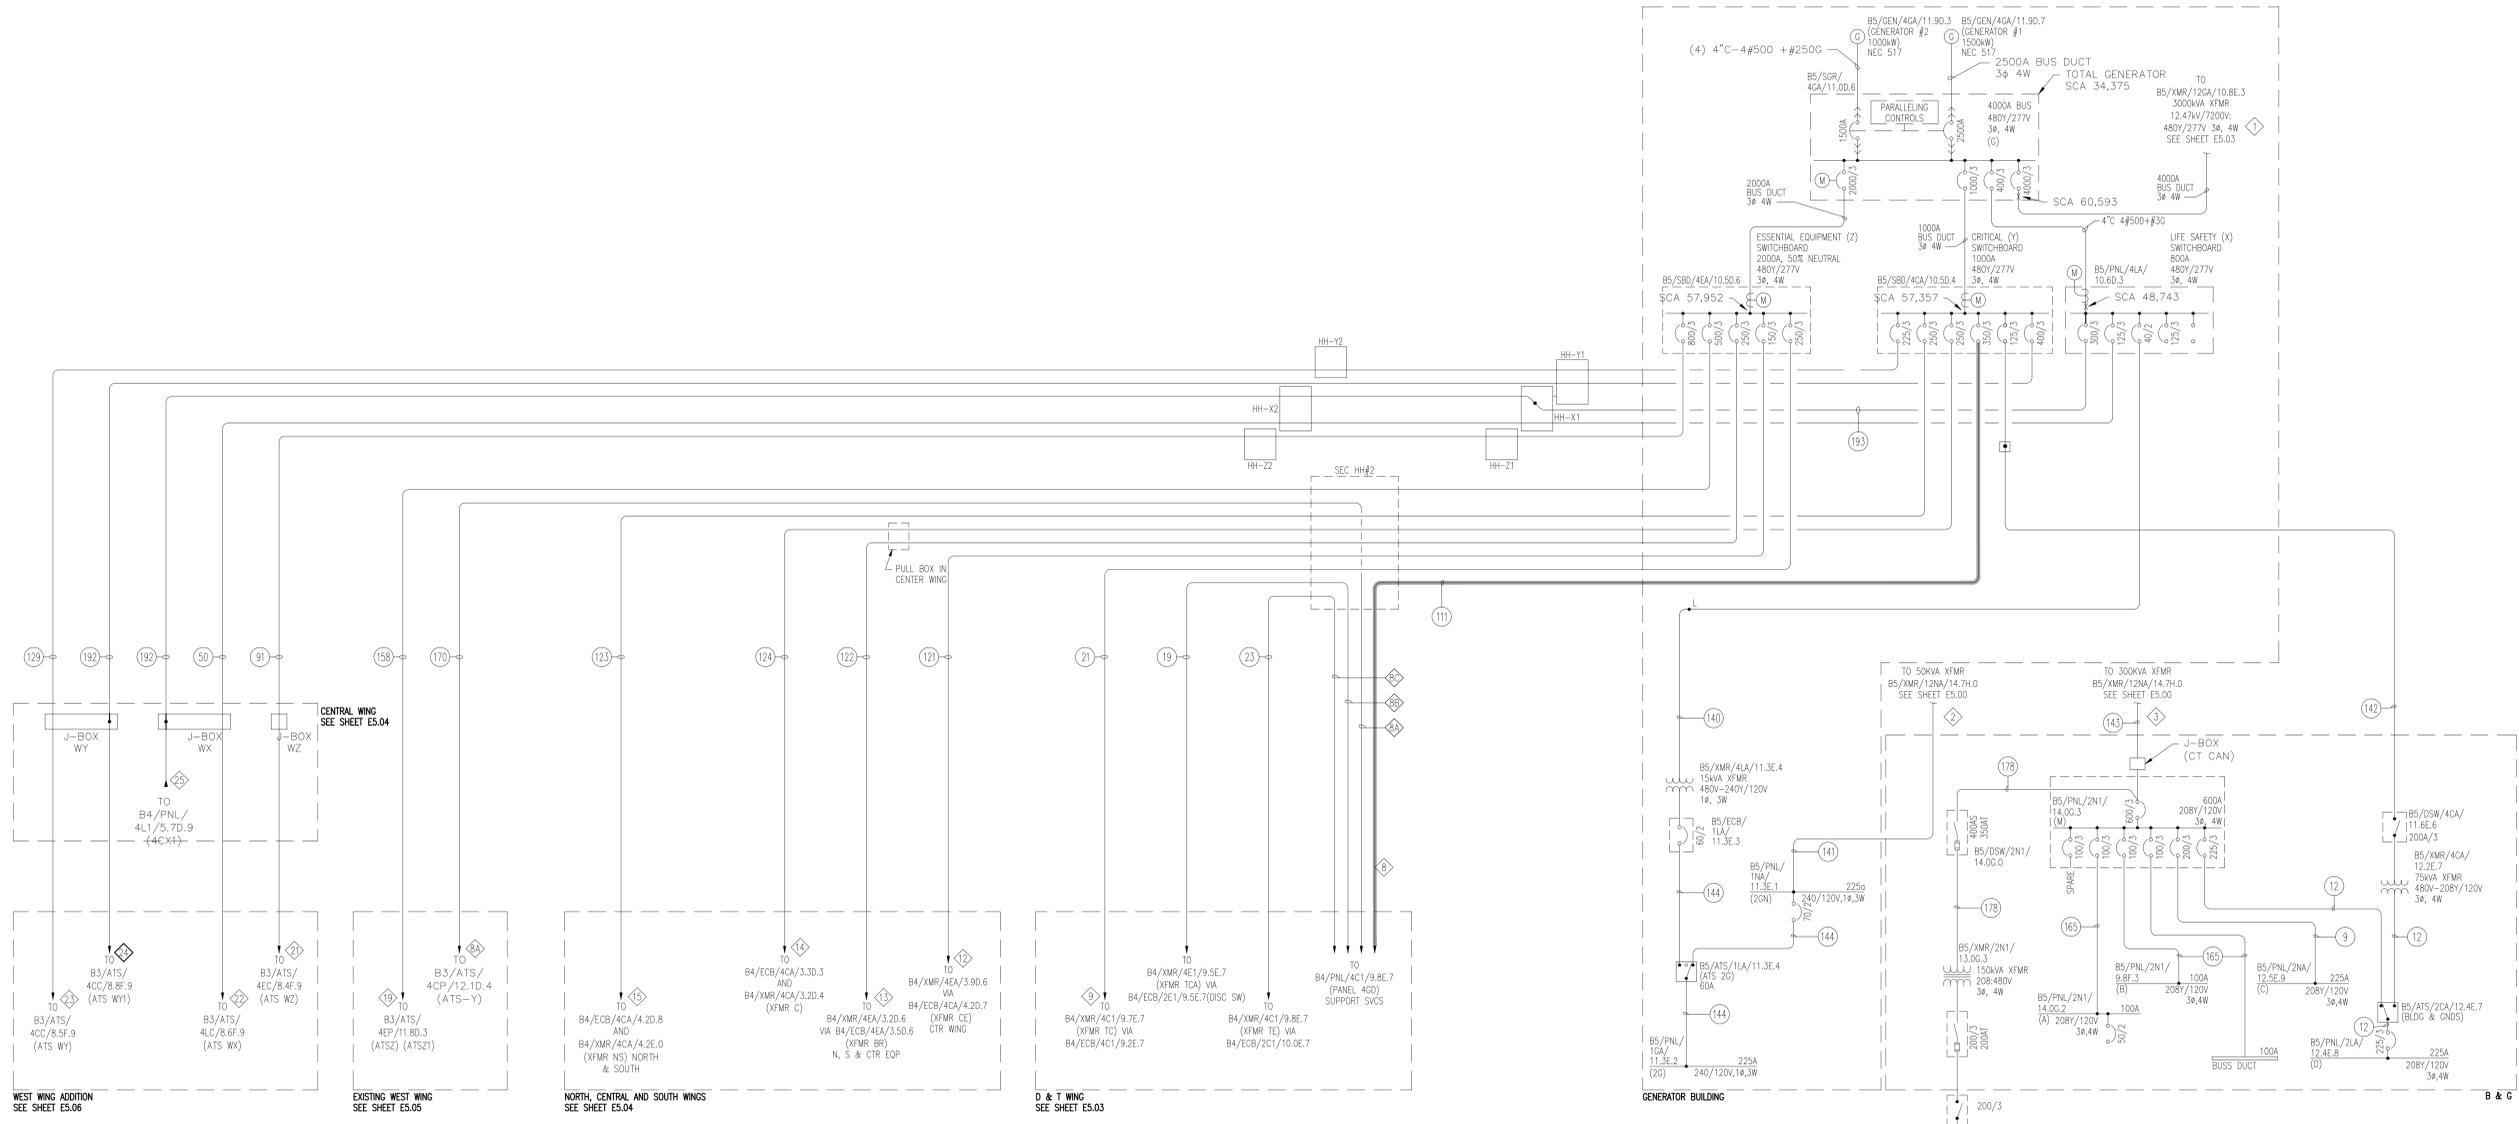 B5/GEN/4GA/11.9D.3
(GENERATOR #2
1000kW)
NEC 517
B5/GEN/4GA/11.9D.7
(GENERATOR #1
1500kW)
NEC 517
G
G
(4) 4"C-4#500 +#250G
2500A BUS DUCT
3ϕ 4W
TOTAL GENERATOR
SCA 34,375
B5/SGR/
4GA/11.0D.6
PARALLELING
CONTROLS
1500A
2500A
4000A BUS
480Y/277V
3ø, 4W
(G)
TO
B5/XMR/12GA/10.8E.3
3000kVA XFMR
12.47kV/7200V:
480Y/277V 3ø, 4W
SEE SHEET E5.03
1
M
2000/3
1000/3
400/3
4000/3
2000A
BUS DUCT
3ø 4W
4000A
BUS DUCT
3ø 4W
SCA 60,593
4"C 4#500+#3G
ESSENTIAL EQUIPMENT (Z)
SWITCHBOARD
2000A, 50% NEUTRAL
480Y/277V
3ø, 4W
1000A
BUS DUCT
3ø 4W
CRITICAL (Y)
SWITCHBOARD
1000A
480Y/277V
3ø, 4W
LIFE SAFETY (X)
SWITCHBOARD
800A
480Y/277V
3ø, 4W
B5/SBD/4EA/10.5D.6
B5/SBD/4CA/10.5D.4
B5/PNL/4LA/
10.6D.3
SCA 57,952
M
SCA 57,357
M
M
SCA 48,743
800/3
500/3
250/3
150/3
250/3
225/3
250/3
250/3
350/3
125/3
400/3
300/3
125/3
40/2
125/3
HH-Y2
HH-Y1
HH-X2
HH-X1
HH-Z2
HH-Z1
193
SEC HH#2
PULL BOX IN
CENTER WING
111
L
129
192
192
50
91
158
170
123
124
122
121
21
19
23
8C
8B
8A
8
CENTRAL WING
SEE SHEET E5.04
J-BOX
WY
J-BOX
WX
J-BOX
WZ
25
TO
B4/PNL/
4L1/5.7D.9
(4CX1)
23
TO
B3/ATS/
4CC/8.5F.9
(ATS WY)
24
TO
B3/ATS/
4CC/8.8F.9
(ATS WY1)
22
TO
B3/ATS/
4LC/8.6F.9
(ATS WX)
21
TO
B3/ATS/
4EC/8.4F.9
(ATS WZ)
WEST WING ADDITION
SEE SHEET E5.06
19
TO
B3/ATS/
4EP/11.8D.3
(ATSZ) (ATSZ1)
8A
TO
B3/ATS/
4CP/12.1D.4
(ATS-Y)
EXISTING WEST WING
SEE SHEET E5.05
15
TO
B4/ECB/4CA/4.2D.8
AND
B4/XMR/4CA/4.2E.0
(XFMR NS) NORTH
& SOUTH
14
TO
B4/ECB/4CA/3.3D.3
AND
B4/XMR/4CA/3.2D.4
(XFMR C)
13
TO
B4/XMR/4EA/3.2D.6
VIA B4/ECB/4EA/3.5D.6
(XFMR BR)
N, S & CTR EQP
12
TO
B4/XMR/4EA/3.9D.6
VIA
B4/ECB/4CA/4.2D.7
(XFMR CE)
CTR WING
NORTH, CENTRAL AND SOUTH WINGS
SEE SHEET E5.04
9
TO
B4/XMR/4C1/9.7E.7
(XFMR TC) VIA
B4/ECB/4C1/9.2E.7
TO
B4/XMR/4E1/9.5E.7
(XFMR TCA) VIA
B4/ECB/2E1/9.5E.7(DISC SW)
TO
B4/XMR/4C1/9.8E.7
(XFMR TE) VIA
B4/ECB/2C1/10.0E.7
TO
B4/PNL/4C1/9.8E.7
(PANEL 4GD)
SUPPORT SVCS
D & T WING
SEE SHEET E5.03
140
B5/XMR/4LA/11.3E.4
15kVA XFMR
480V-240Y/120V
1ø, 3W
60/2
B5/ECB/
1LA/
11.3E.3
144
B5/ATS/1LA/11.3E.4
(ATS 2G)
60A
144
B5/PNL/
1GA/
11.3E.2
(2G)
225A
240/120V,1ø,3W
TO 50KVA XFMR
B5/XMR/12NA/14.7H.0
SEE SHEET E5.00
2
141
B5/PNL/
1NA/
11.3E.1
(2GN)
225a
240/120V,1ø,3W
70/2
144
GENERATOR BUILDING
TO 300KVA XFMR
B5/XMR/12NA/14.7H.0
SEE SHEET E5.00
143
3
J-BOX
(CT CAN)
178
B5/PNL/2N1/
14.0G.3
(M)
600/3
600A
208Y/120V
3ø, 4W
100/3
100/3
100/3
100/3
200/3
225/3
SPARE
400AS
350AT
B5/DSW/2N1/
14.0G.0
178
B5/XMR/2N1/
13.0G.3
150kVA XFMR
208:480V
3ø, 4W
200/3
200AT
200/3
165
B5/PNL/2N1/
14.0G.2
(A)
100A
208Y/120V
3ø,4W
50/2
165
B5/PNL/2N1/
9.8F.3
(B)
100A
208Y/120V
3ø,4W
100A
BUSS DUCT
9
B5/PNL/2NA/
12.5E.9
(C)
225A
208Y/120V
3ø,4W
12
142
B5/DSW/4CA/
11.6E.6
200A/3
B5/XMR/4CA/
12.2E.7
75kVA XFMR
480V-208Y/120V
3ø, 4W
12
B5/ATS/2CA/12.4E.7
(BLDG & GNDS)
12
225/3
B5/PNL/2LA/
12.4E.8
(D)
225A
208Y/120V
3ø,4W
B & G